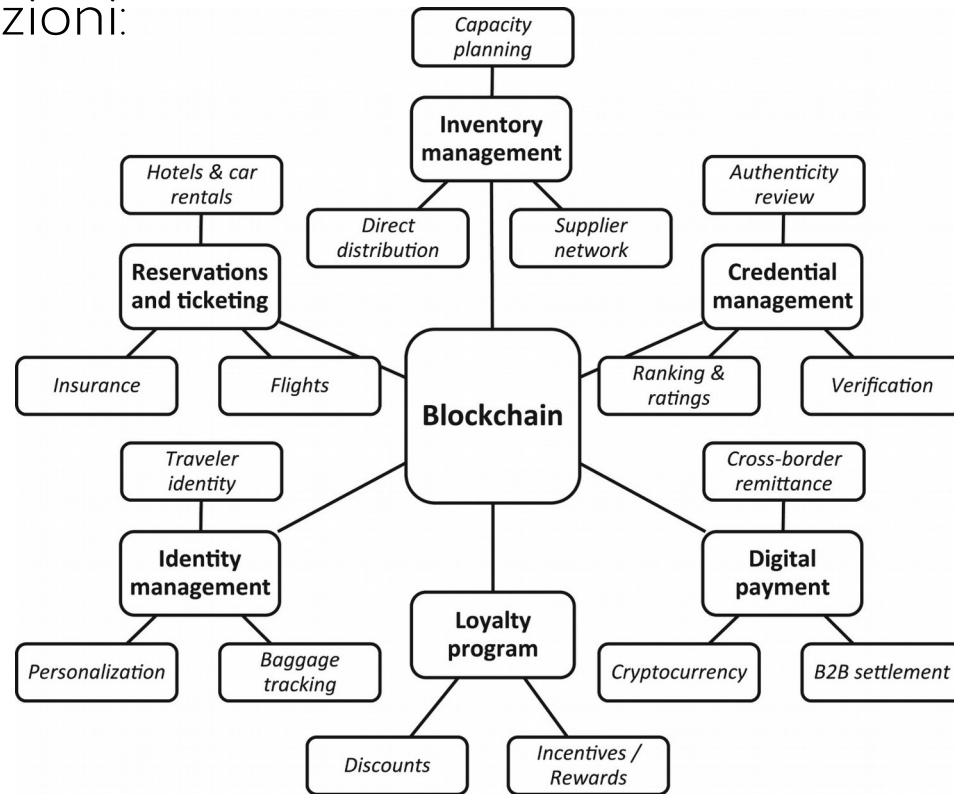 zioni:
Capacity
planning
Inventory
management
Direct
distribution
Supplier
network
Hotels & car
rentals
Reservations
and ticketing
Insurance
Flights
Authenticity
review
Credential
management
Ranking &
ratings
Verification
Blockchain
Traveler
identity
Identity
management
Personalization
Baggage
tracking
Loyalty
program
Discounts
Incentives /
Rewards
Cross-border
remittance
Digital
payment
Cryptocurrency
B2B settlement